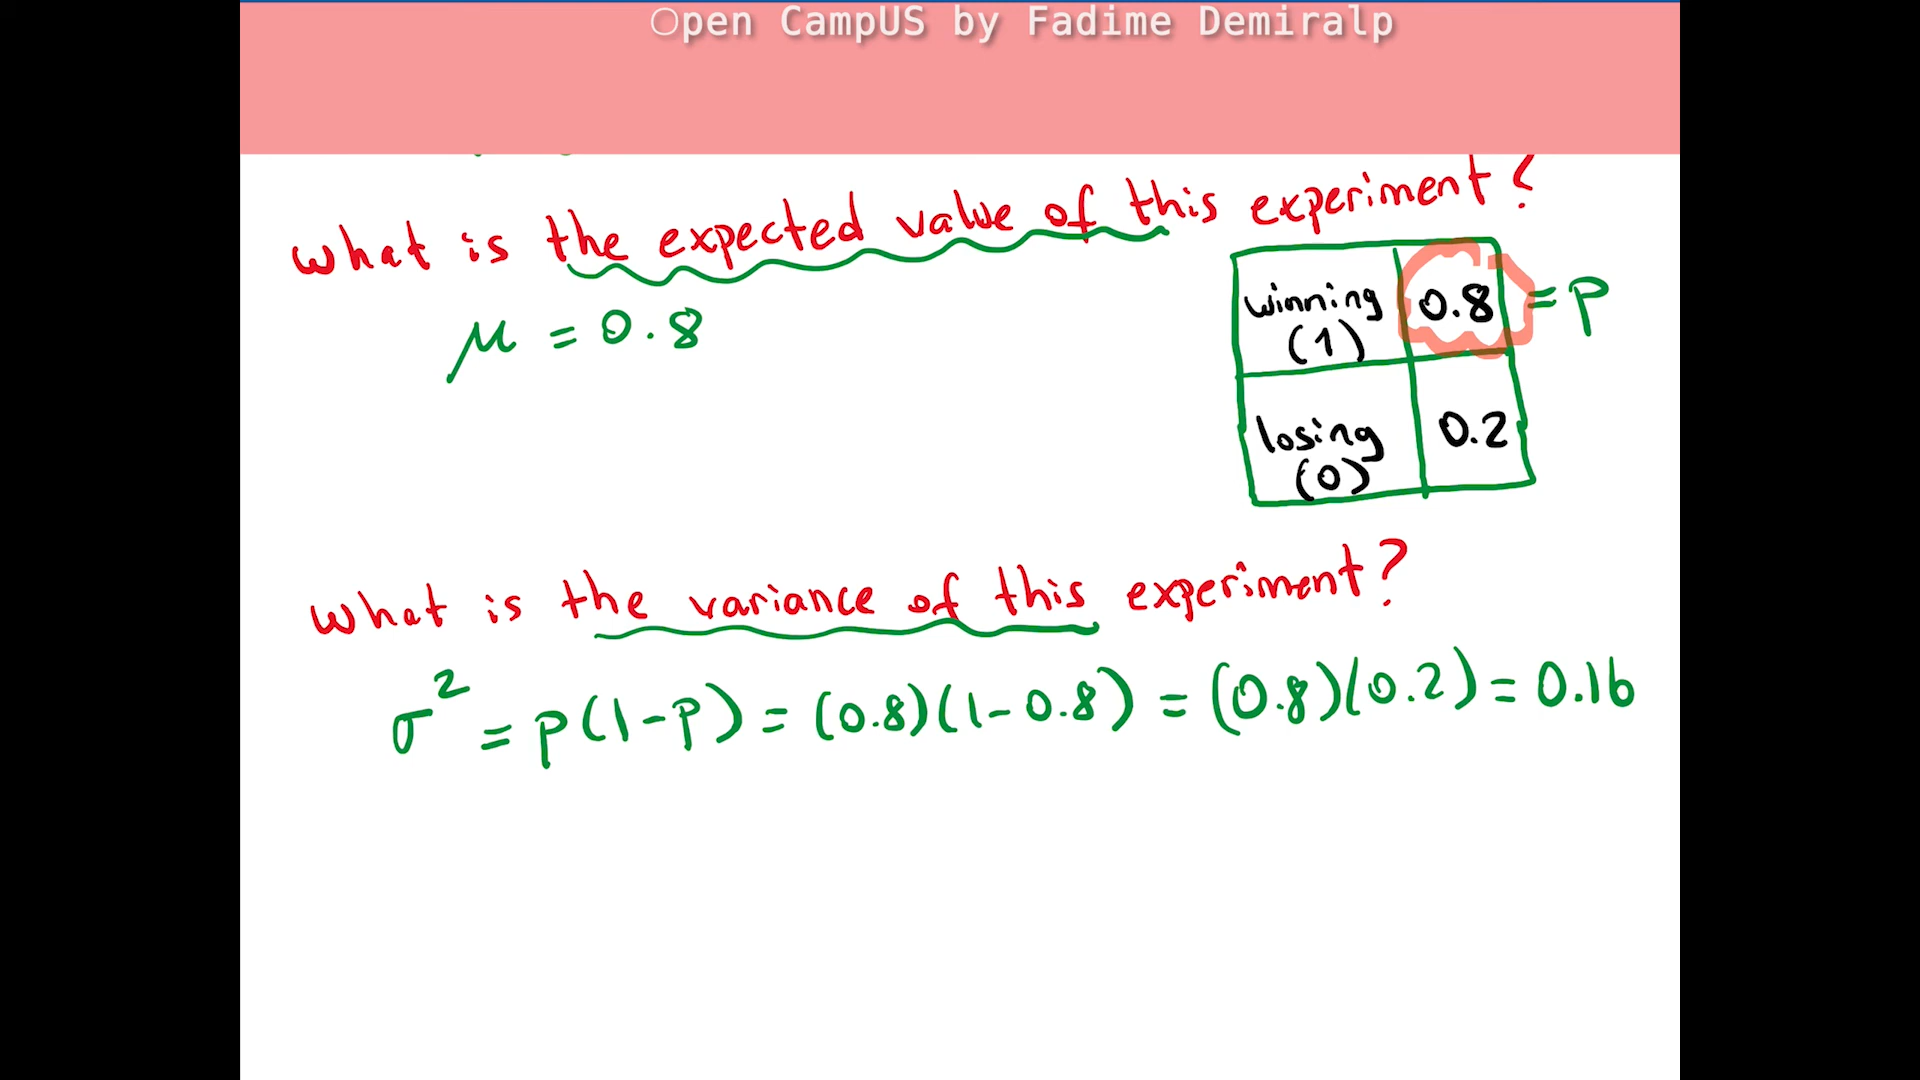 Open CampUS by Fadime Demiralp
What is the expected value of this experiment?
μ = 0.8
winning (1) 0.8 = P
losing (0) 0.2
What is the variance of this experiment?
σ² = p(1-p) = (0.8)(1-0.8) = (0.8)(0.2) = 0.16